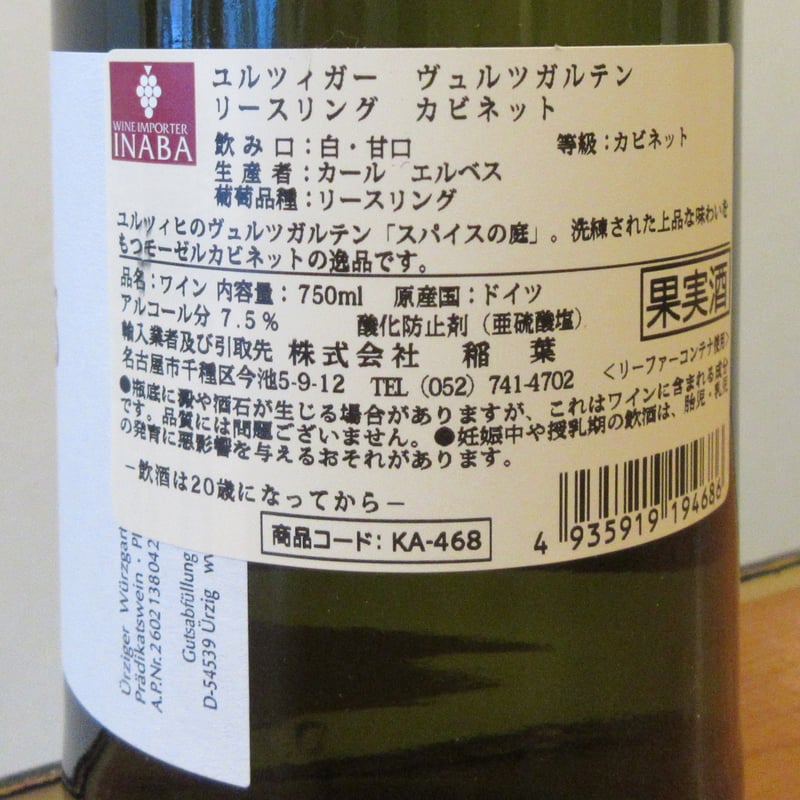 WINE IMPORTER
INABA
ユルツィガー ヴュルツガルテン
リースリング カビネット
飲み口：白・甘口 等級：カビネット
生産者：カール エルベス
葡萄品種：リースリング
ユルツィヒのヴュルツガルテン「スパイスの庭」。洗練された上品な味わいを
もつモーゼルカビネットの逸品です。
品名：ワイン 内容量：750ml 原産国：ドイツ
果実酒
アルコール分 7.5% 酸化防止剤（亜硫酸塩）
輸入業者及び引取先 株式会社 稲葉
＜リーファーコンテナ使用＞
名古屋市千種区今池5-9-12 TEL（052）741-4702
●瓶底に澱や酒石が生じる場合がありますが、これはワインに含まれる成分
です。品質には問題ございません。●妊娠中や授乳期の飲酒は、胎児・乳児
の発育に悪影響を与えるおそれがあります。
－飲酒は20歳になってから－
商品コード：KA-468
4 935919 194686
Ürziger Würzgart
Prädikatswein · Pf
A.P.Nr. 2 602 138 042
Gutsabfüllung
D-54539 Ürzig